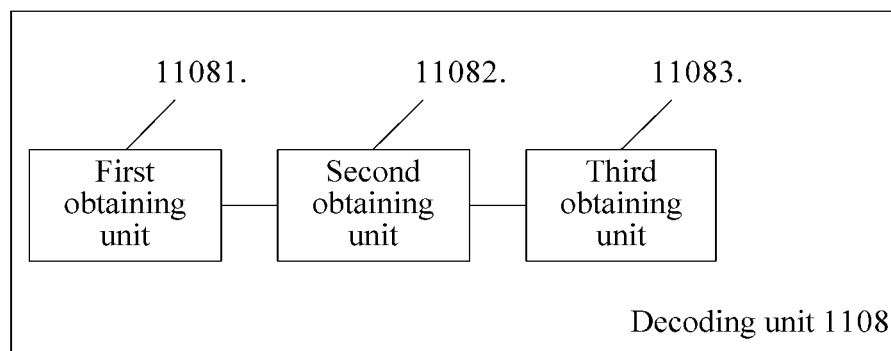 11081.
11082.
11083.
First
obtaining
unit
Second
obtaining
unit
Third
obtaining
unit
Decoding unit 1108